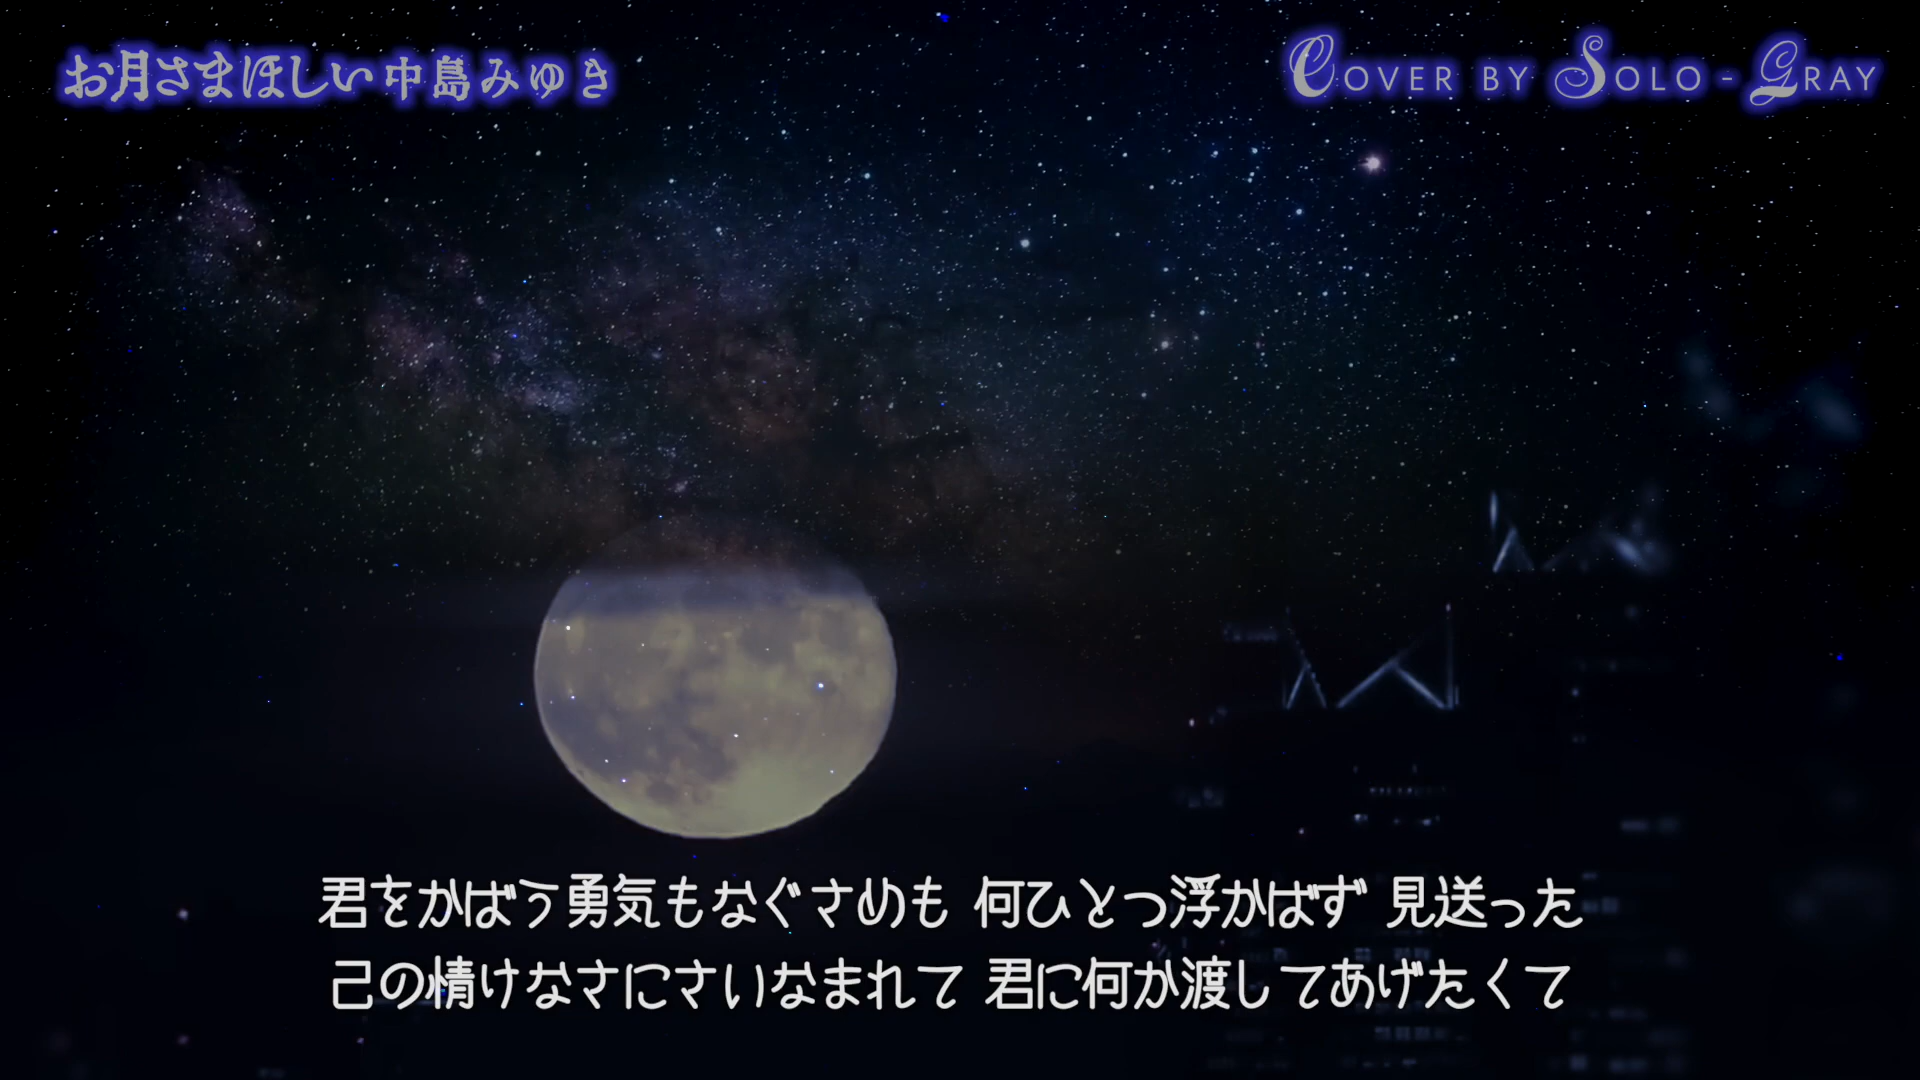 お月さまほしい 中島みゆき
Cover by Solo - Gray
君をかばう勇気もなぐさめも 何ひとつ浮かばず 見送った
己の情けなさにさいなまれて 君に何か渡してあげたくて